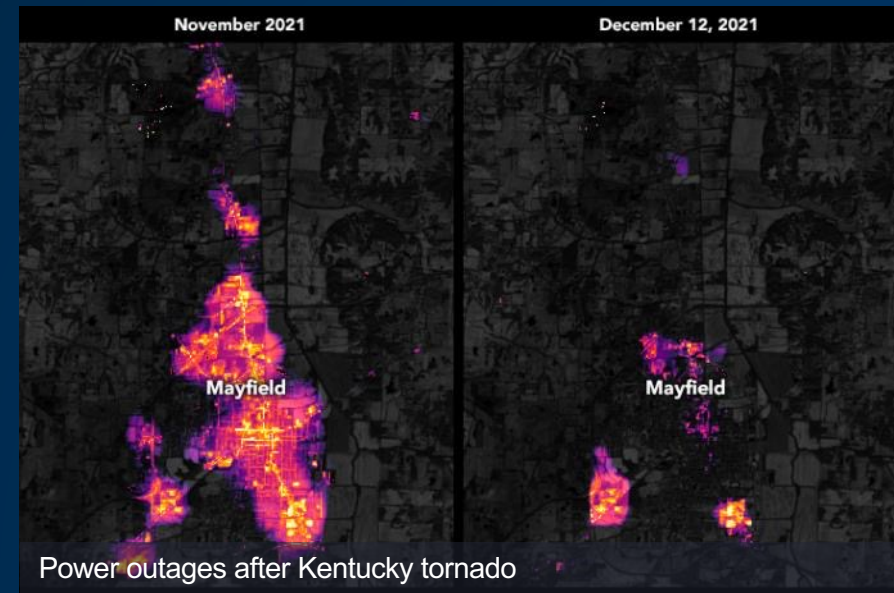 November 2021
December 12, 2021
Mayfield
Mayfield
Power outages after Kentucky tornado